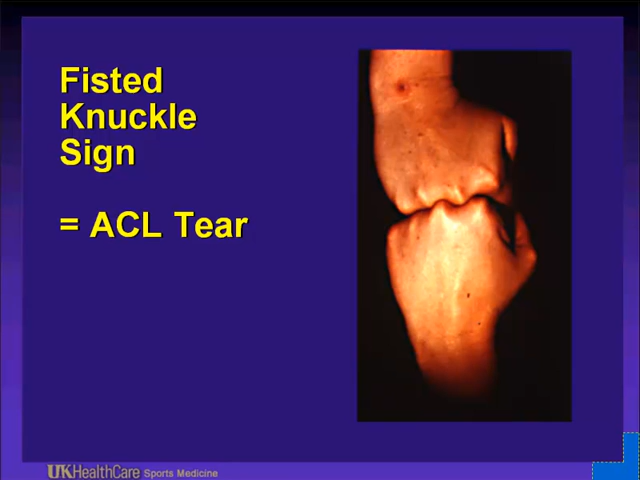 Fisted
Knuckle
Sign
= ACL Tear
UKHealthCare Sports Medicine